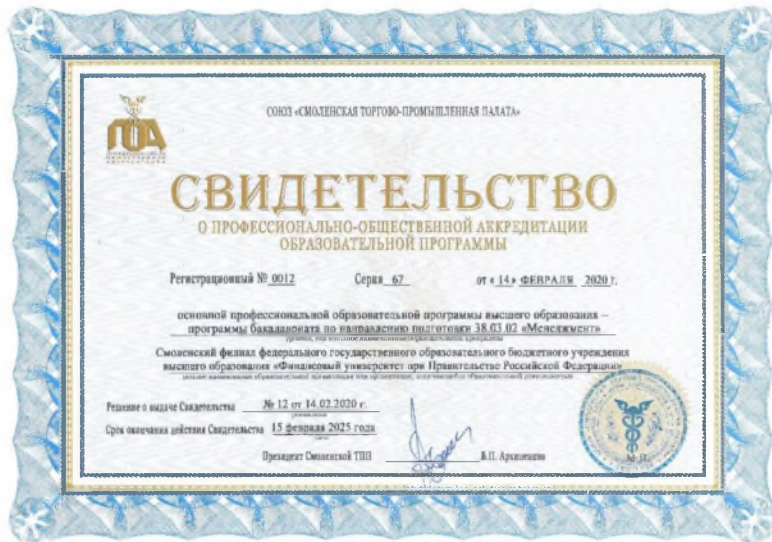 СОЮЗ «СМОЛЕНСКАЯ ТОРГОВО-ПРОМЫШЛЕННАЯ ПАЛАТА»
ПОА
СВИДЕТЕЛЬСТВО
О ПРОФЕССИОНАЛЬНО-ОБЩЕСТВЕННОЙ АККРЕДИТАЦИИ
ОБРАЗОВАТЕЛЬНОЙ ПРОГРАММЫ
Регистрационный № 0012 Серия 67 от « 14 » ФЕВРАЛЯ 2020 г.
основной профессиональной образовательной программы высшего образования –
программы бакалавриата по направлению подготовки 38.03.02 «Менеджмент»
Смоленский филиал федерального государственного образовательного бюджетного учреждения
высшего образования «Финансовый университет при Правительстве Российской Федерации»
Решение о выдаче Свидетельства № 12 от 14.02.2020 г.
Срок окончания действия Свидетельства 15 февраля 2025 года
Президент Смоленской ТПП В.П. Архипенков
М.П.